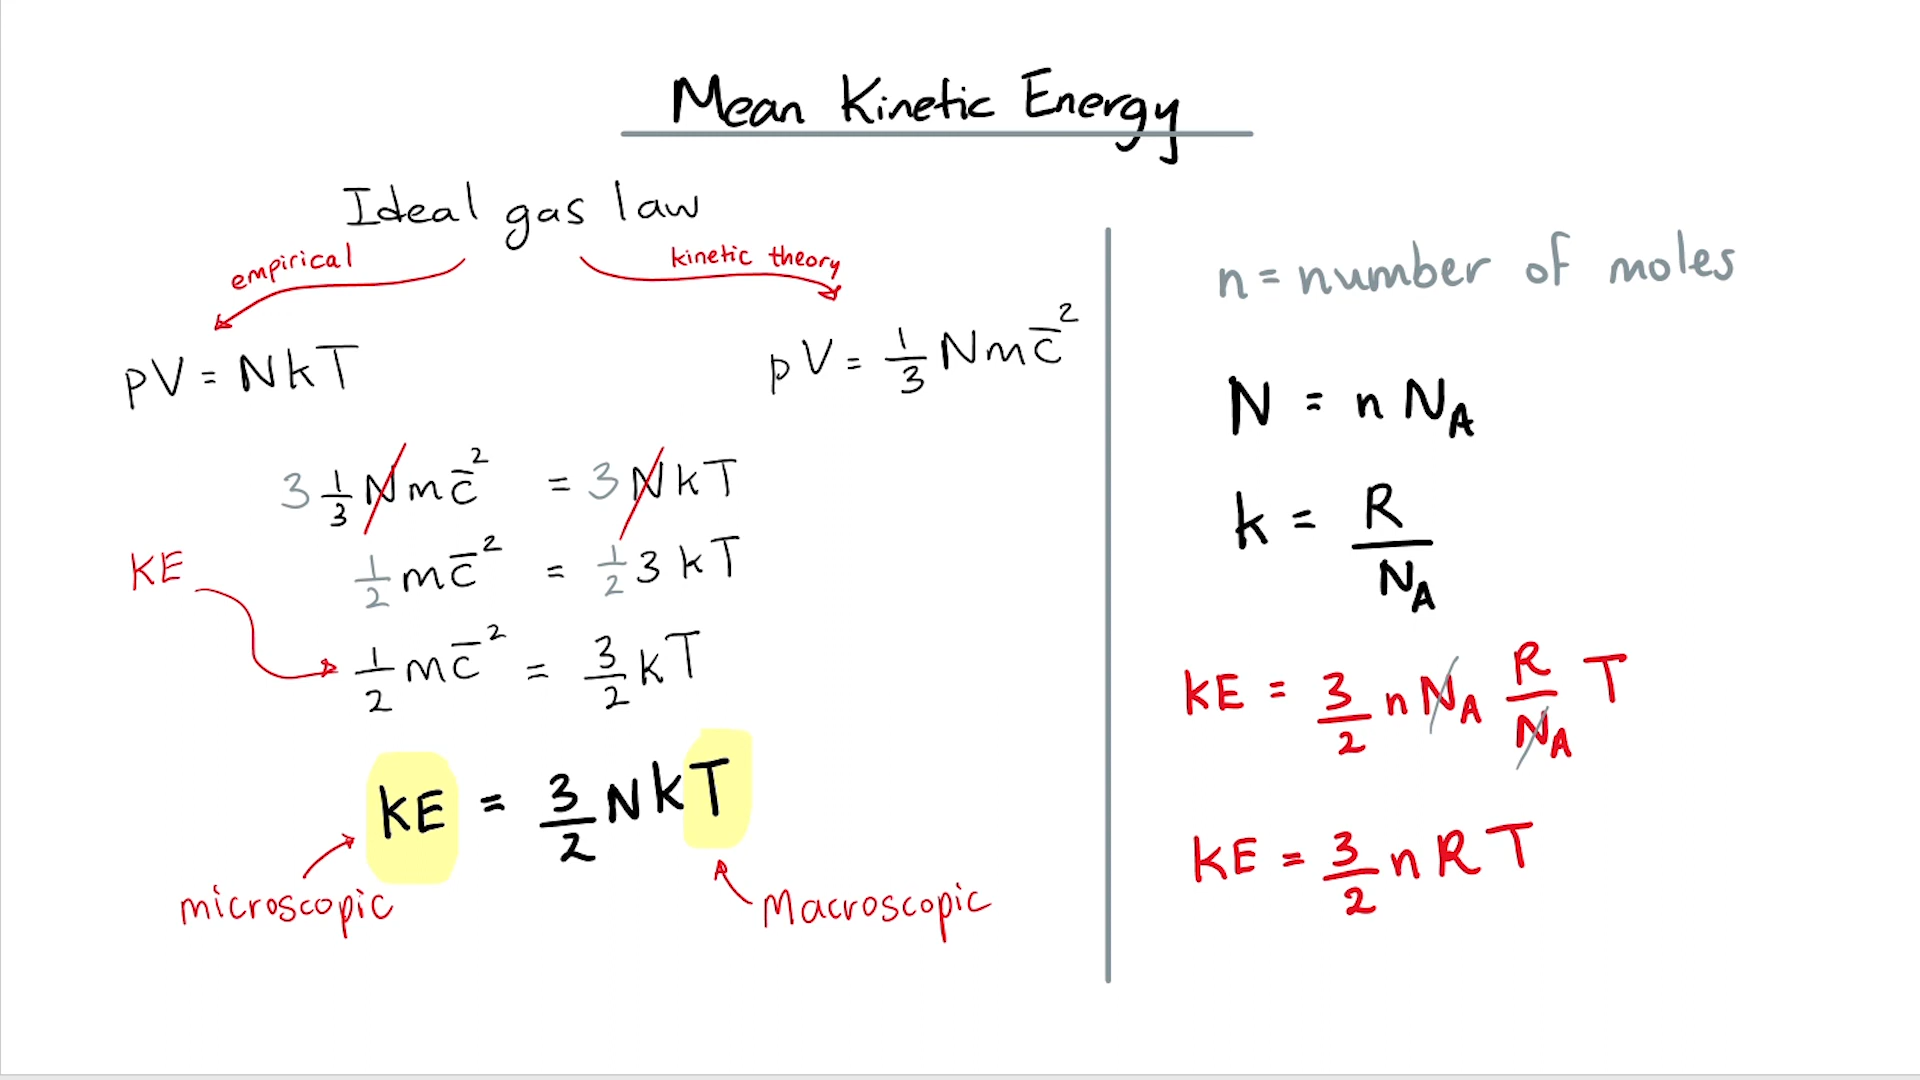 Mean Kinetic Energy
Ideal gas law
empirical
kinetic theory
pV = NkT
pV = 1/3 Nmc̄²
3 1/3 Nmc̄² = 3 NkT
KE
1/2 mc̄² = 1/2 3 kT
1/2 mc̄² = 3/2 kT
KE = 3/2 NkT
microscopic
Macroscopic
n = number of moles
N = n N_A
k = R/N_A
KE = 3/2 n N_A R/N_A T
KE = 3/2 n R T